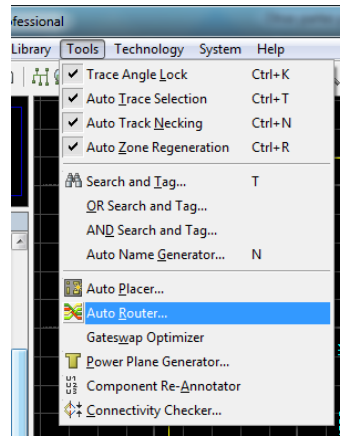 fessional
Library Tools Technology System Help
Trace Angle Lock Ctrl+K
Auto Trace Selection Ctrl+T
Auto Track Necking Ctrl+N
Auto Zone Regeneration Ctrl+R
Search and Tag... T
OR Search and Tag...
AND Search and Tag...
Auto Name Generator... N
Auto Placer...
Auto Router...
Gateswap Optimizer
Power Plane Generator...
Component Re-Annotator
Connectivity Checker...